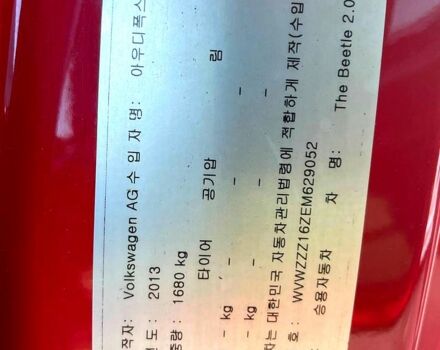 작자: Volkswagen AG 수 입 자 명: 아우디폭스
년 도: 2013
중량: 1680 kg
타이어 공기압 림
- kg - - -
- kg - - -
자는 대한민국 자동차관리법령에 적합하게 제작(수입
호: WVWZZZ16ZEM629052
승용자동차 차 명: The Beetle 2.0